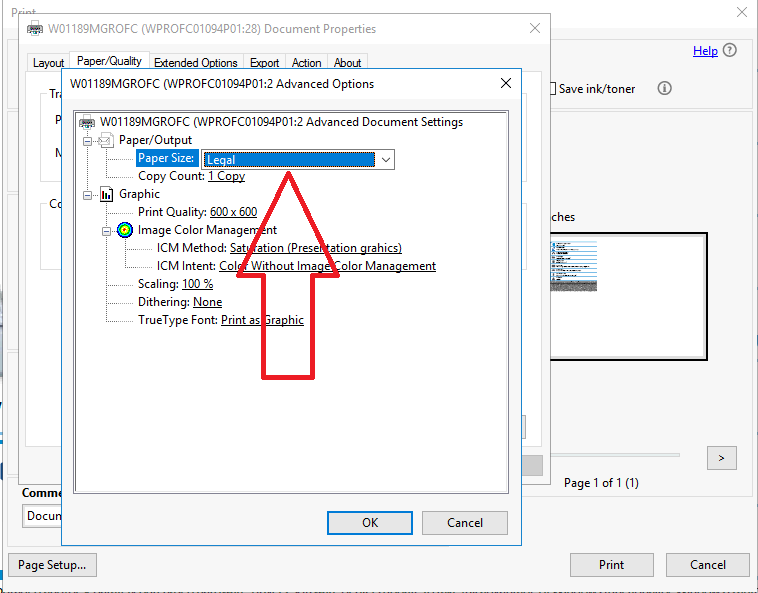 Print
W01189MGROFC (WPROFC01094P01:28) Document Properties
Help
Layout Paper/Quality Extended Options Export Action About
W01189MGROFC (WPROFC01094P01:2 Advanced Options
Save ink/toner
W01189MGROFC (WPROFC01094P01:2 Advanced Document Settings
Paper/Output
Paper Size: Legal
Copy Count: 1 Copy
Graphic
Print Quality: 600 x 600
Image Color Management
ICM Method: Saturation (Presentation grahics)
ICM Intent: Color Without Image Color Management
Scaling: 100 %
Dithering: None
TrueType Font: Print as Graphic
Tra
P
N
Co
ches
>
Page 1 of 1 (1)
Comme
Docum
OK Cancel
Page Setup... Print Cancel